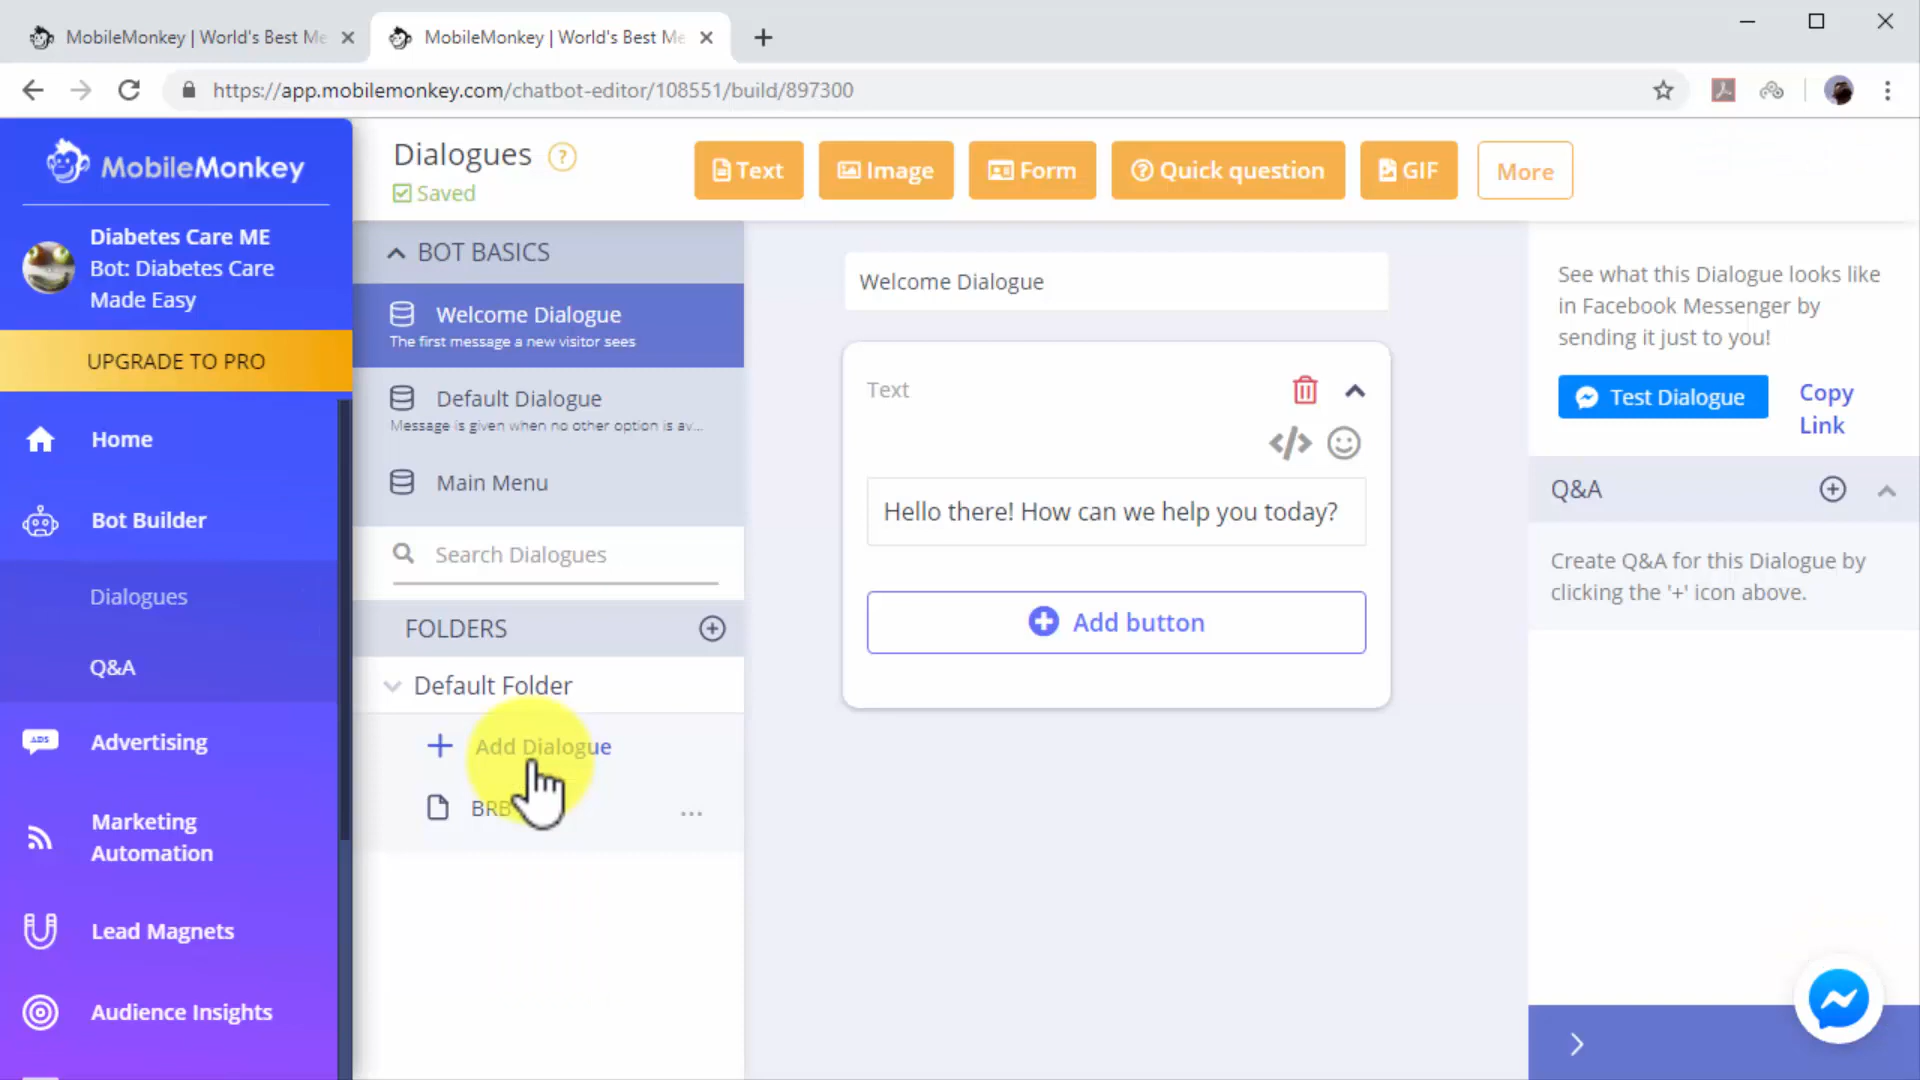 MobileMonkey | World's Best Me
MobileMonkey | World's Best Me
https://app.mobilemonkey.com/chatbot-editor/108551/build/897300
MobileMonkey
Diabetes Care ME
Bot: Diabetes Care
Made Easy
UPGRADE TO PRO
Home
Bot Builder
Dialogues
Q&A
ADS
Advertising
Marketing
Automation
Lead Magnets
Audience Insights
Dialogues ?
Saved
Text
Image
Form
Quick question
GIF
More
BOT BASICS
Welcome Dialogue
The first message a new visitor sees
Default Dialogue
Message is given when no other option is av...
Main Menu
Search Dialogues
FOLDERS
Default Folder
Add Dialogue
BRB
...
Welcome Dialogue
Text
Hello there! How can we help you today?
Add button
See what this Dialogue looks like
in Facebook Messenger by
sending it just to you!
Test Dialogue
Copy
Link
Q&A
Create Q&A for this Dialogue by
clicking the '+' icon above.